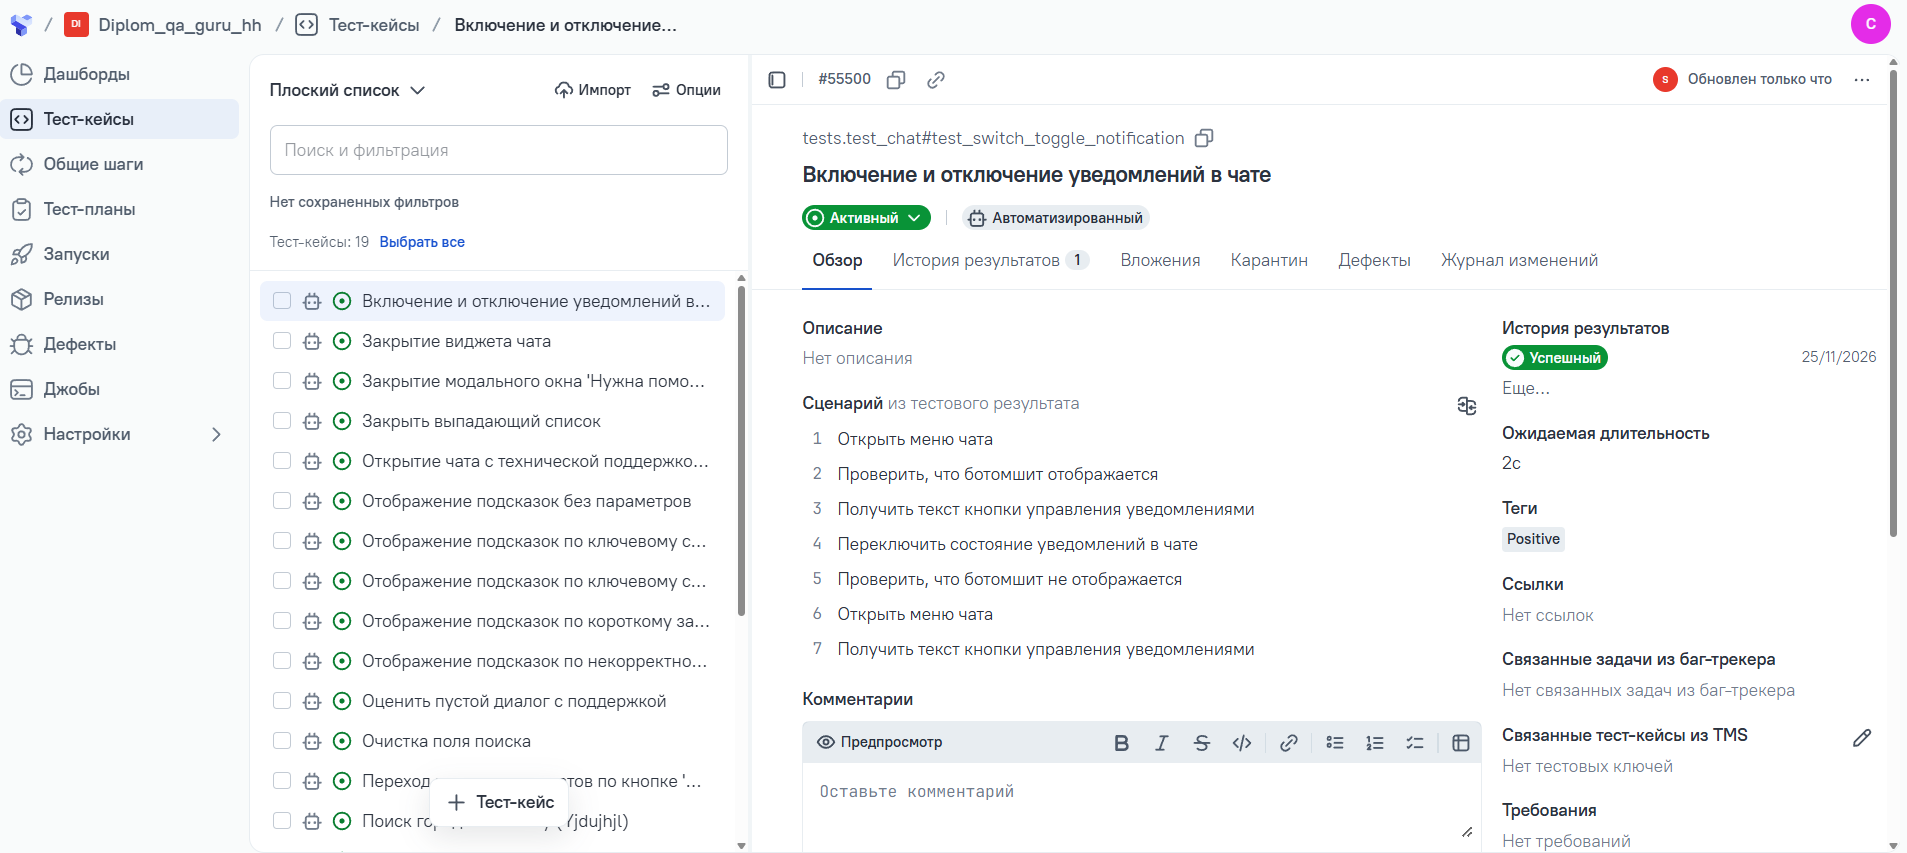 / DI Diplom_qa_guru_hh / Тест-кейсы / Включение и отключение...
C
Дашборды
Тест-кейсы
Общие шаги
Тест-планы
Запуски
Релизы
Дефекты
Джобы
Настройки
Плоский список
Импорт
Опции
Поиск и фильтрация
Нет сохраненных фильтров
Тест-кейсы: 19 Выбрать все
Включение и отключение уведомлений в...
Закрытие виджета чата
Закрытие модального окна 'Нужна помо...
Закрыть выпадающий список
Открытие чата с технической поддержко...
Отображение подсказок без параметров
Отображение подсказок по ключевому с...
Отображение подсказок по ключевому с...
Отображение подсказок по короткому за...
Отображение подсказок по некорректно...
Оценить пустой диалог с поддержкой
Очистка поля поиска
Переход тов по кнопке '...
Тест-кейс
Поиск (Yjdujhjl)
#55500
S Обновлен только что
tests.test_chat#test_switch_toggle_notification
Включение и отключение уведомлений в чате
Активный
Автоматизированный
Обзор
История результатов 1
Вложения
Карантин
Дефекты
Журнал изменений
Описание
Нет описания
Сценарий из тестового результата
1 Открыть меню чата
2 Проверить, что ботомшит отображается
3 Получить текст кнопки управления уведомлениями
4 Переключить состояние уведомлений в чате
5 Проверить, что ботомшит не отображается
6 Открыть меню чата
7 Получить текст кнопки управления уведомлениями
Комментарии
Предпросмотр
Оставьте комментарий
История результатов
Успешный 25/11/2026
Еще...
Ожидаемая длительность
2с
Теги
Positive
Ссылки
Нет ссылок
Связанные задачи из баг-трекера
Нет связанных задач из баг-трекера
Связанные тест-кейсы из TMS
Нет тестовых ключей
Требования
Нет требований